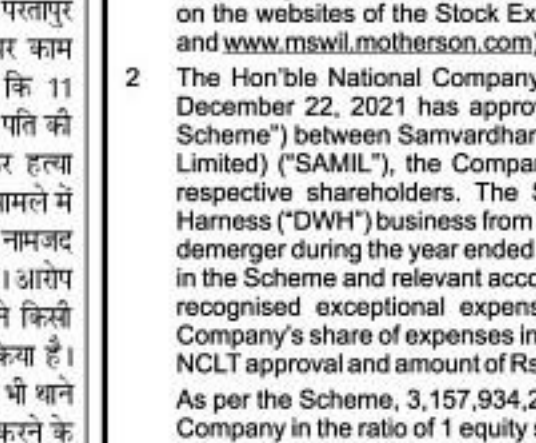 परतापुर
काम
कि 11
पति की
हत्या
में
नामजद
। आरोप
किसी
है।
भी थाने
करने के
on the websites of the Stock Ex
and www.mswil.motherson.com)
2 The Hon'ble National Company
December 22, 2021 has approv
Scheme") between Samvardhan
Limited) ("SAMIL"), the Compan
respective shareholders. The S
Harness ("DWH") business from
demerger during the year ended
in the Scheme and relevant acco
recognised exceptional expens
Company's share of expenses in
NCLT approval and amount of Rs
As per the Scheme, 3,157,934,2
Company in the ratio of 1 equity s